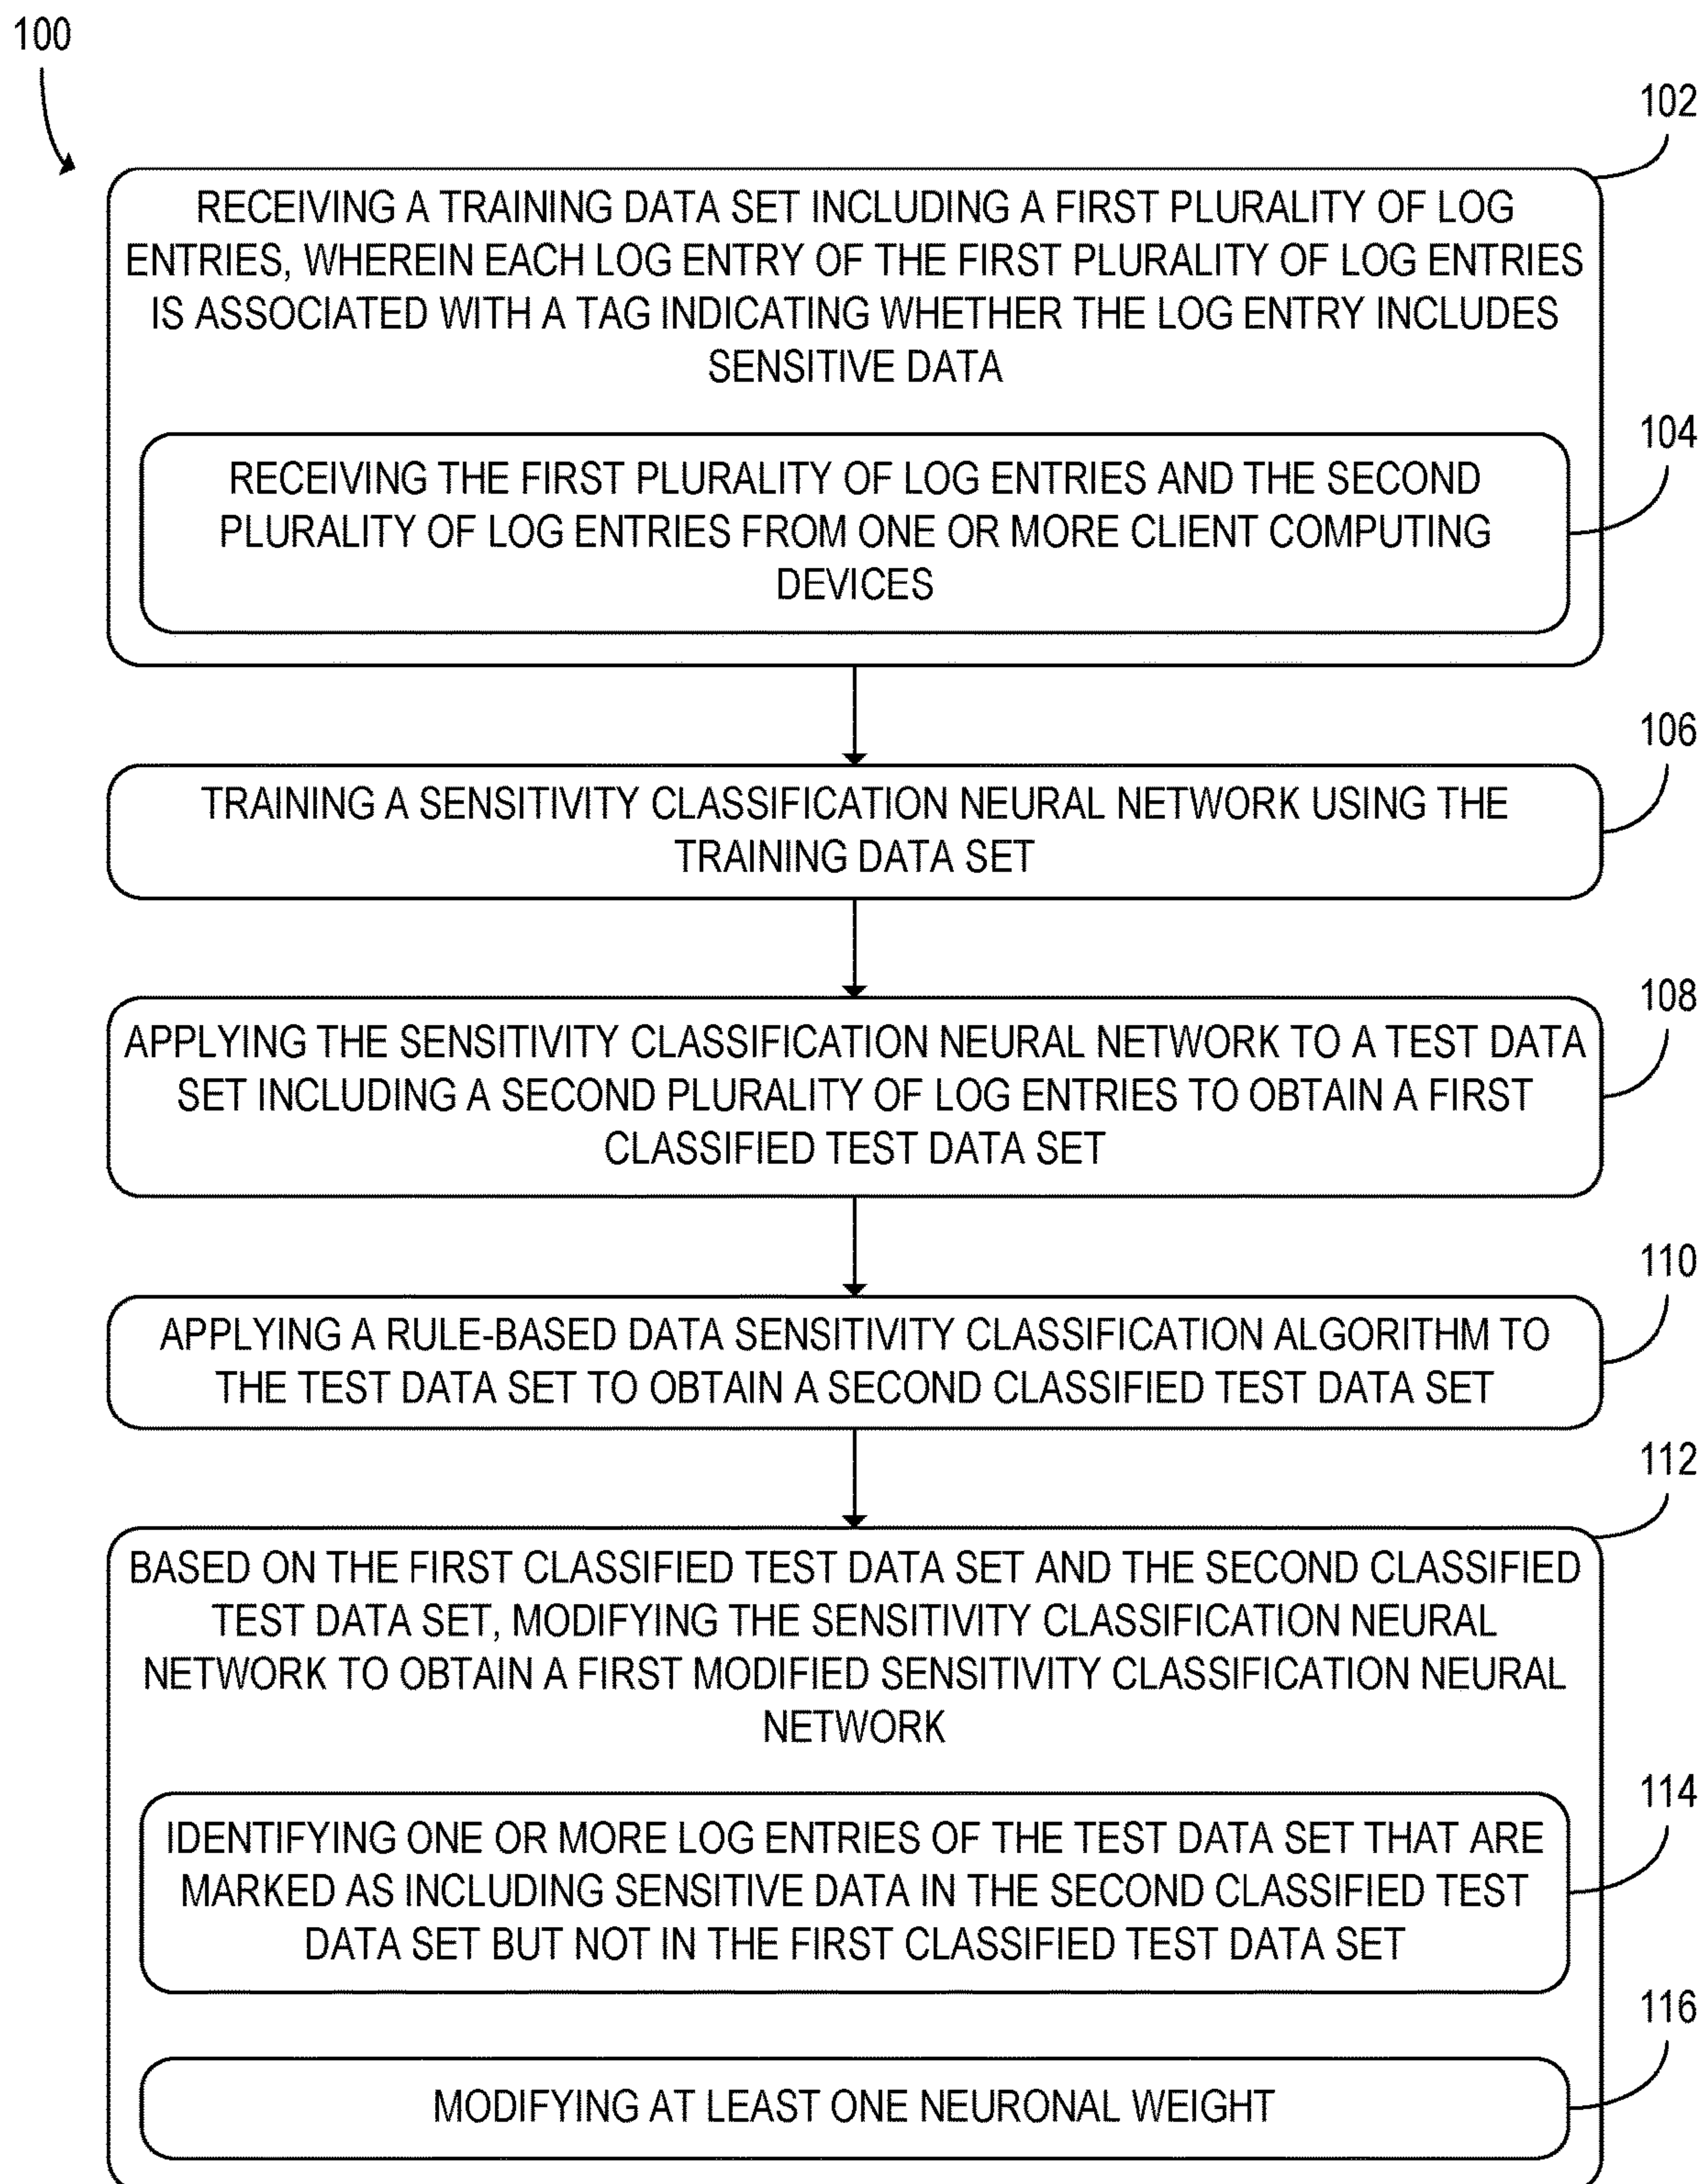 100
102
RECEIVING A TRAINING DATA SET INCLUDING A FIRST PLURALITY OF LOG
ENTRIES, WHEREIN EACH LOG ENTRY OF THE FIRST PLURALITY OF LOG ENTRIES
IS ASSOCIATED WITH A TAG INDICATING WHETHER THE LOG ENTRY INCLUDES
SENSITIVE DATA
104
RECEIVING THE FIRST PLURALITY OF LOG ENTRIES AND THE SECOND
PLURALITY OF LOG ENTRIES FROM ONE OR MORE CLIENT COMPUTING
DEVICES
106
TRAINING A SENSITIVITY CLASSIFICATION NEURAL NETWORK USING THE
TRAINING DATA SET
108
APPLYING THE SENSITIVITY CLASSIFICATION NEURAL NETWORK TO A TEST DATA
SET INCLUDING A SECOND PLURALITY OF LOG ENTRIES TO OBTAIN A FIRST
CLASSIFIED TEST DATA SET
110
APPLYING A RULE-BASED DATA SENSITIVITY CLASSIFICATION ALGORITHM TO
THE TEST DATA SET TO OBTAIN A SECOND CLASSIFIED TEST DATA SET
112
BASED ON THE FIRST CLASSIFIED TEST DATA SET AND THE SECOND CLASSIFIED
TEST DATA SET, MODIFYING THE SENSITIVITY CLASSIFICATION NEURAL
NETWORK TO OBTAIN A FIRST MODIFIED SENSITIVITY CLASSIFICATION NEURAL
NETWORK
114
IDENTIFYING ONE OR MORE LOG ENTRIES OF THE TEST DATA SET THAT ARE
MARKED AS INCLUDING SENSITIVE DATA IN THE SECOND CLASSIFIED TEST
DATA SET BUT NOT IN THE FIRST CLASSIFIED TEST DATA SET
116
MODIFYING AT LEAST ONE NEURONAL WEIGHT